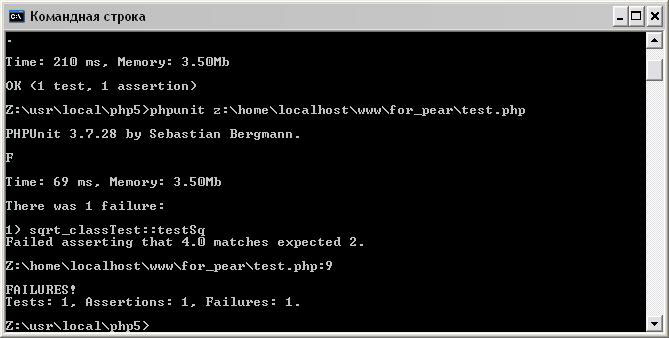 Командная строка
.
Time: 210 ms, Memory: 3.50Mb
OK (1 test, 1 assertion)
Z:\usr\local\php5>phpunit z:\home\localhost\www\for_pear\test.php
PHPUnit 3.7.28 by Sebastian Bergmann.
F
Time: 69 ms, Memory: 3.50Mb
There was 1 failure:
1) sqrt_classTest::testSq
Failed asserting that 4.0 matches expected 2.
Z:\home\localhost\www\for_pear\test.php:9
FAILURES!
Tests: 1, Assertions: 1, Failures: 1.
Z:\usr\local\php5>